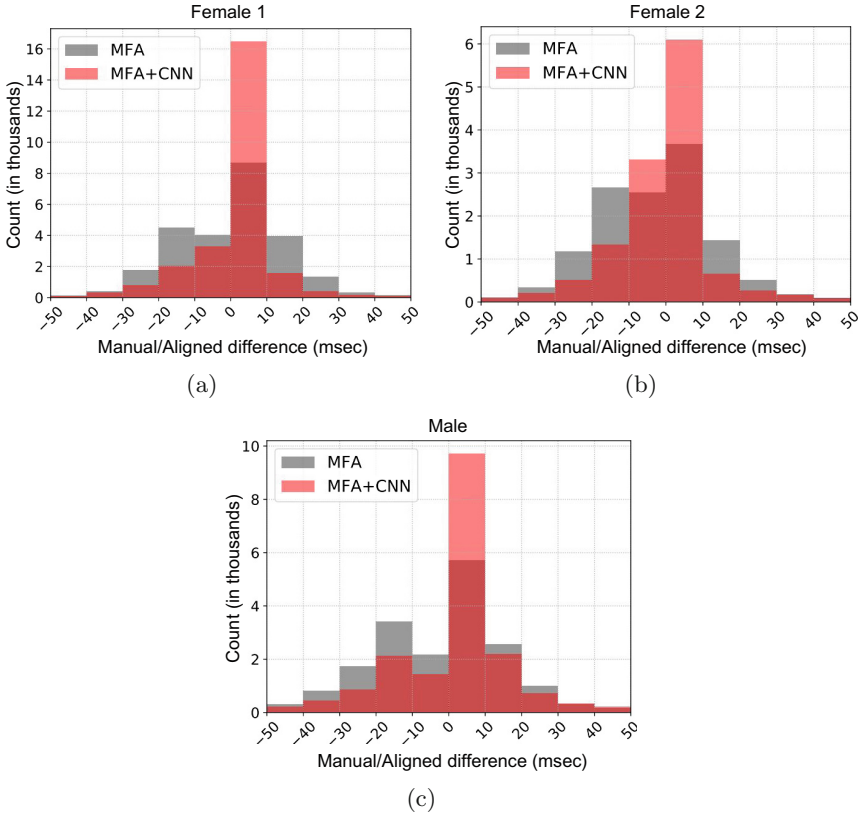 Female 1
MFA
MFA+CNN
Count (in thousands)
16
14
12
10
8
6
4
2
0
−50 −40 −30 −20 −10 0 10 20 30 40 50
Manual/Aligned difference (msec)
(a)
Female 2
MFA
MFA+CNN
Count (in thousands)
6
5
4
3
2
1
0
−50 −40 −30 −20 −10 0 10 20 30 40 50
Manual/Aligned difference (msec)
(b)
Male
MFA
MFA+CNN
Count (in thousands)
10
8
6
4
2
0
−50 −40 −30 −20 −10 0 10 20 30 40 50
Manual/Aligned difference (msec)
(c)